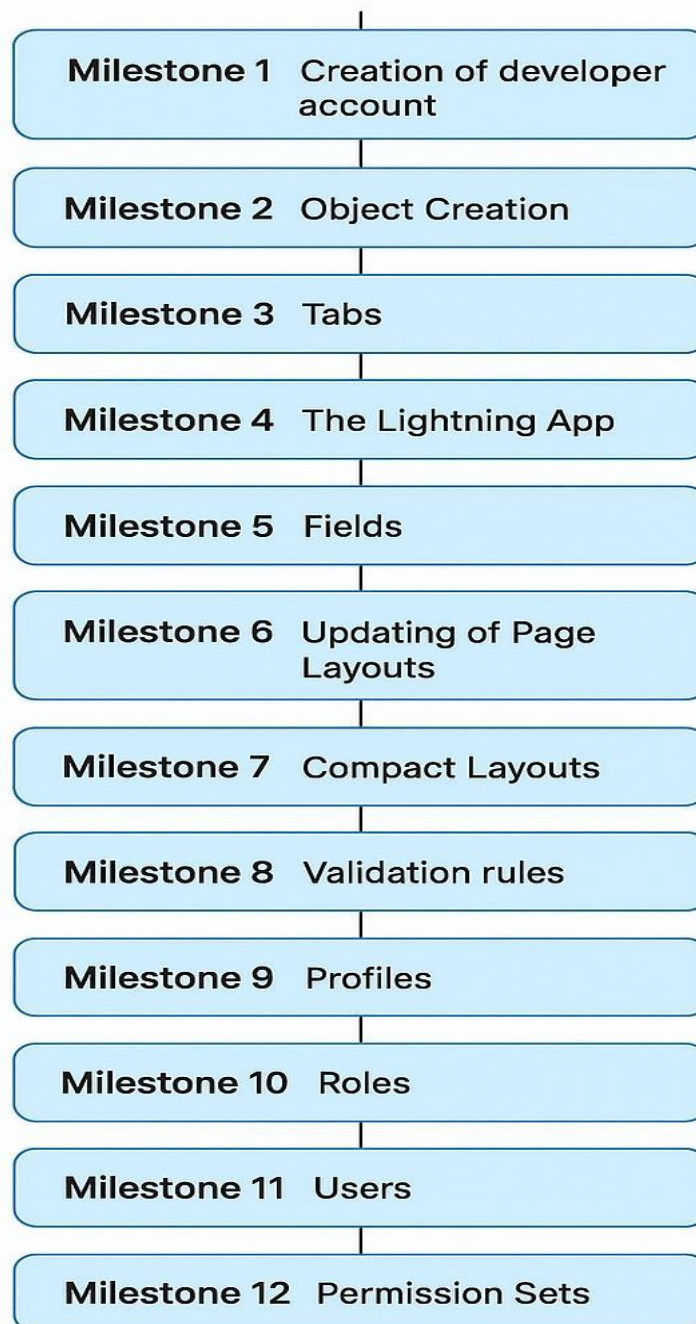 Milestone 1 Creation of developer
account
Milestone 2 Object Creation
Milestone 3 Tabs
Milestone 4 The Lightning App
Milestone 5 Fields
Milestone 6 Updating of Page
Layouts
Milestone 7 Compact Layouts
Milestone 8 Validation rules
Milestone 9 Profiles
Milestone 10 Roles
Milestone 11 Users
Milestone 12 Permission Sets